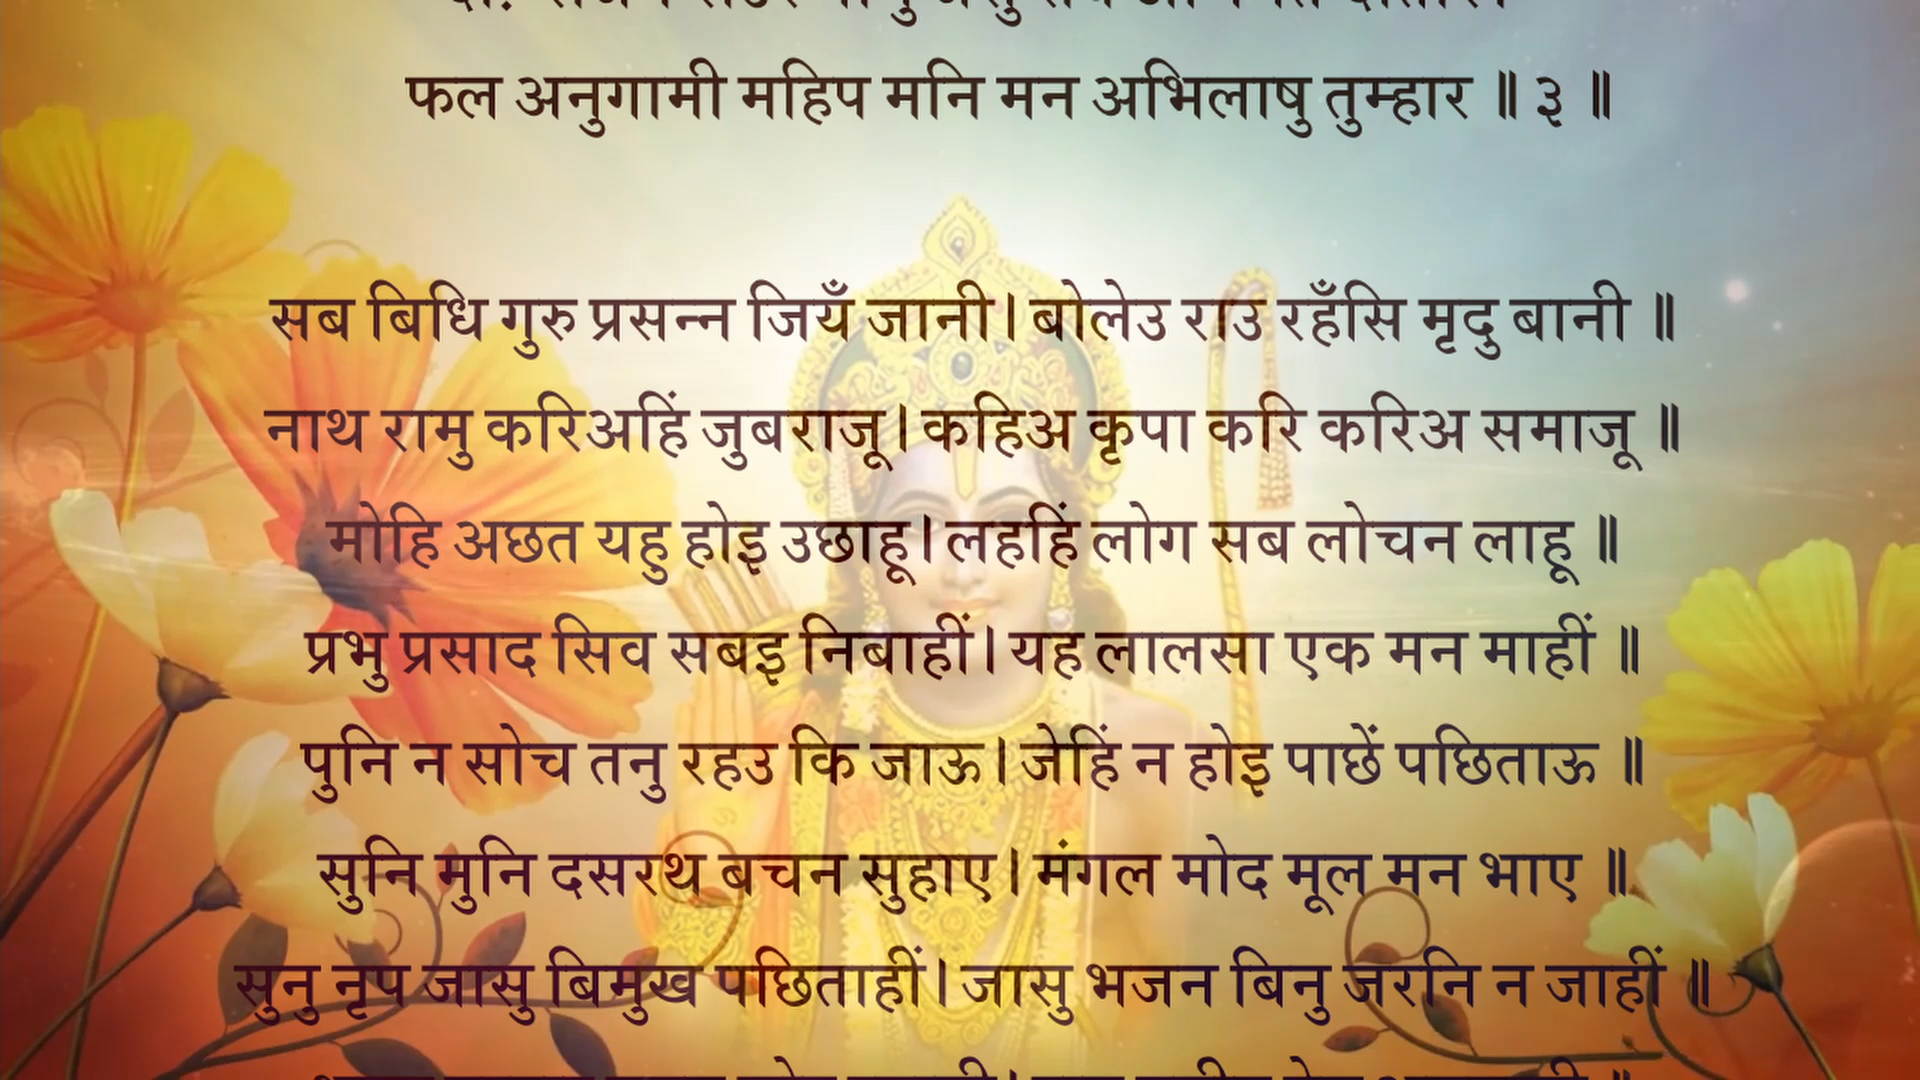 फल अनुगामी महिप मनि मन अभिलाषु तुम्हार ॥ ३ ॥
सब बिधि गुरु प्रसन्न जियँ जानी। बोलेउ राउ रहँसि मृदु बानी ॥
नाथ रामु करिअहिं जुबराजू। कहिअ कृपा करि करिअ समाजू ॥
मोहि अछत यहु होइ उछाहू। लहहिं लोग सब लोचन लाहू ॥
प्रभु प्रसाद सिव सबइ निबाहीं। यह लालसा एक मन माहीं ॥
पुनि न सोच तनु रहउ कि जाऊ। जेहिं न होइ पाछें पछिताऊ ॥
सुनि मुनि दसरथ बचन सुहाए। मंगल मोद मूल मन भाए ॥
सुनु नृप जासु बिमुख पछिताहीं। जासु भजन बिनु जरनि न जाहीं ॥